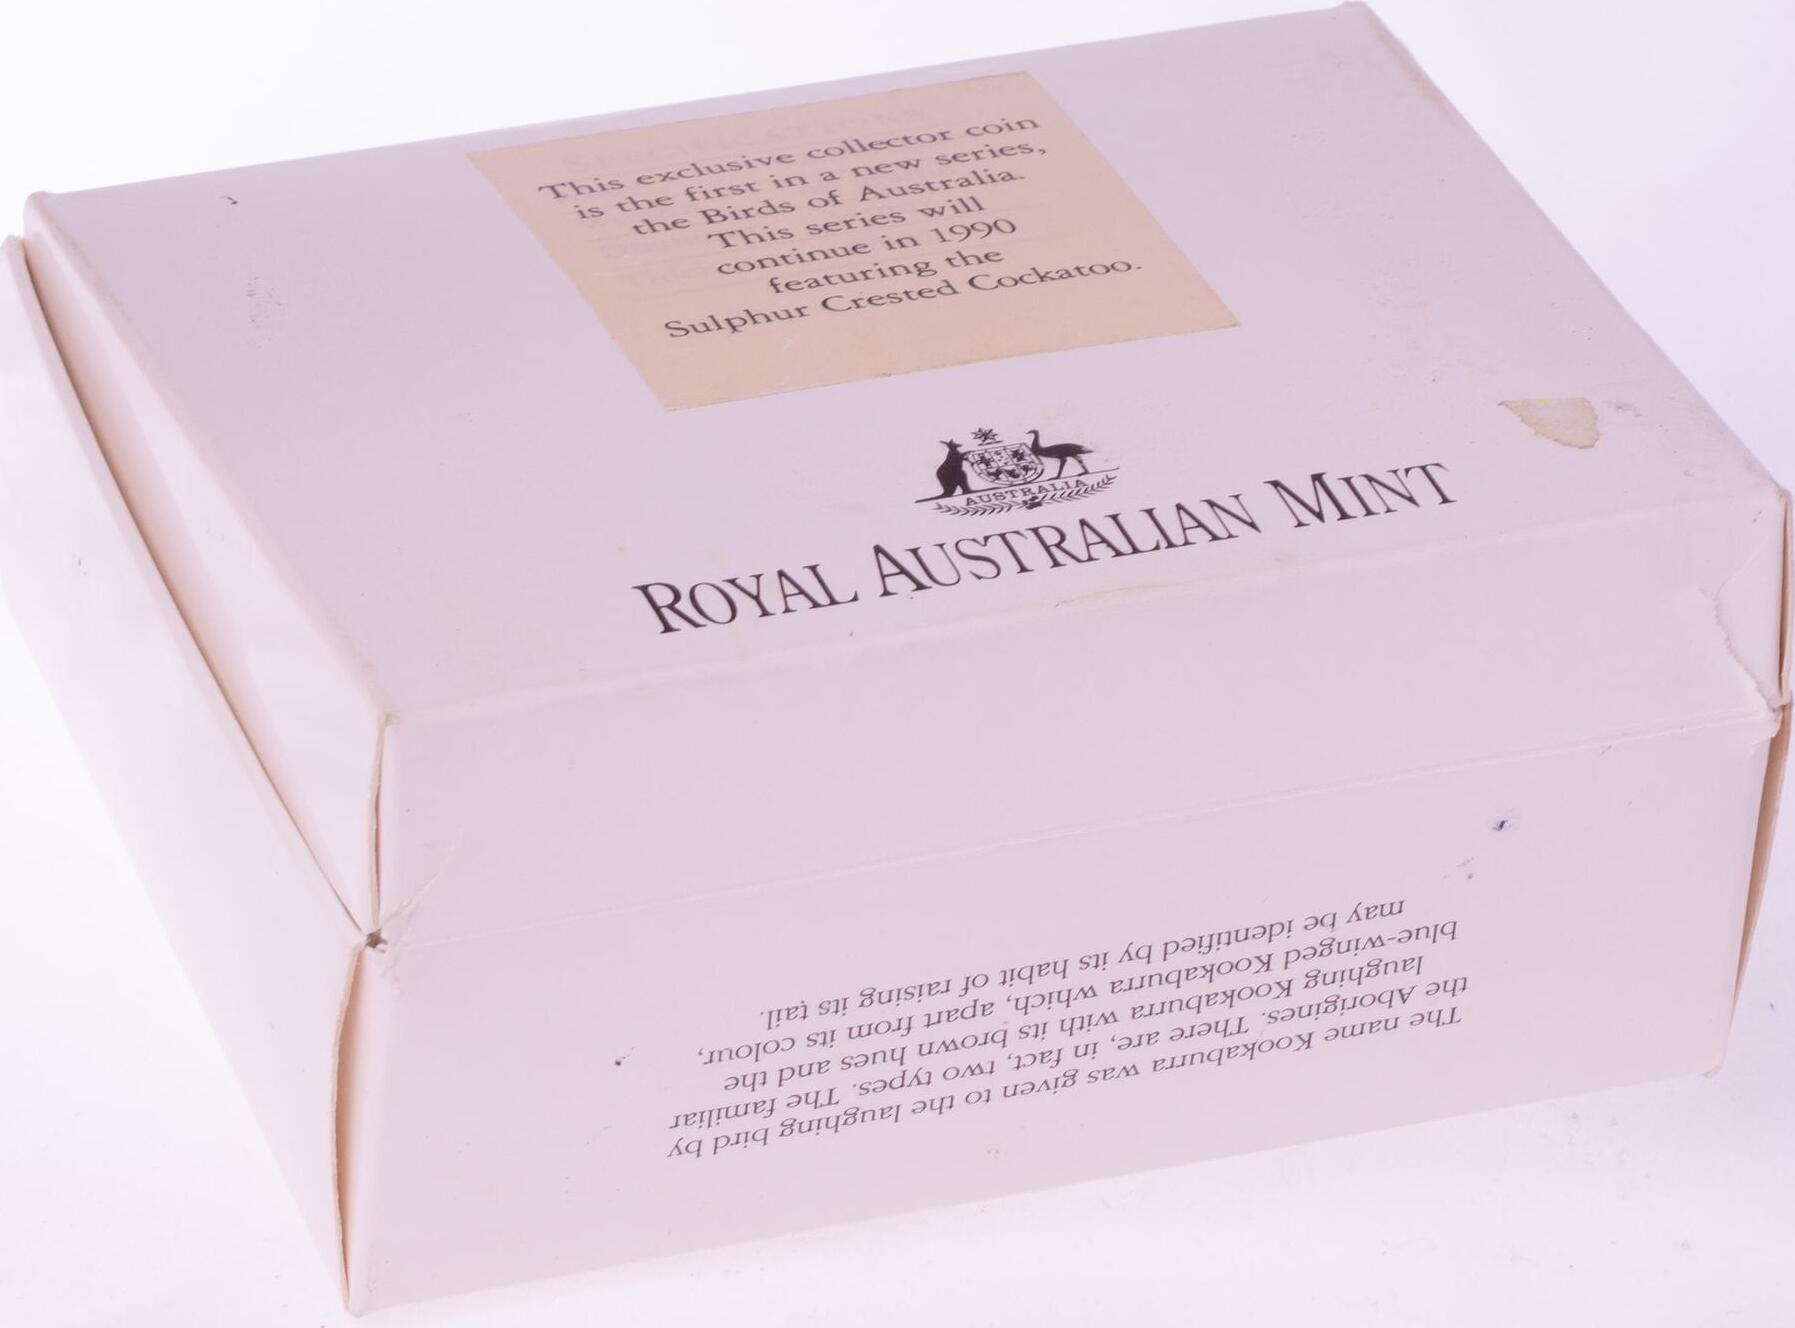 This exclusive collector coin
is the first in a new series,
the Birds of Australia.
This series will
continue in 1990
featuring the
Sulphur Crested Cockatoo.
AUSTRALIA
ROYAL AUSTRALIAN MINT
The name Kookaburra was given to the laughing bird by
the Aborigines. There are, in fact, two types. The familiar
laughing Kookaburra with its brown hues and the
blue-winged Kookaburra which, apart from its colour,
may be identified by its habit of raising its tail.